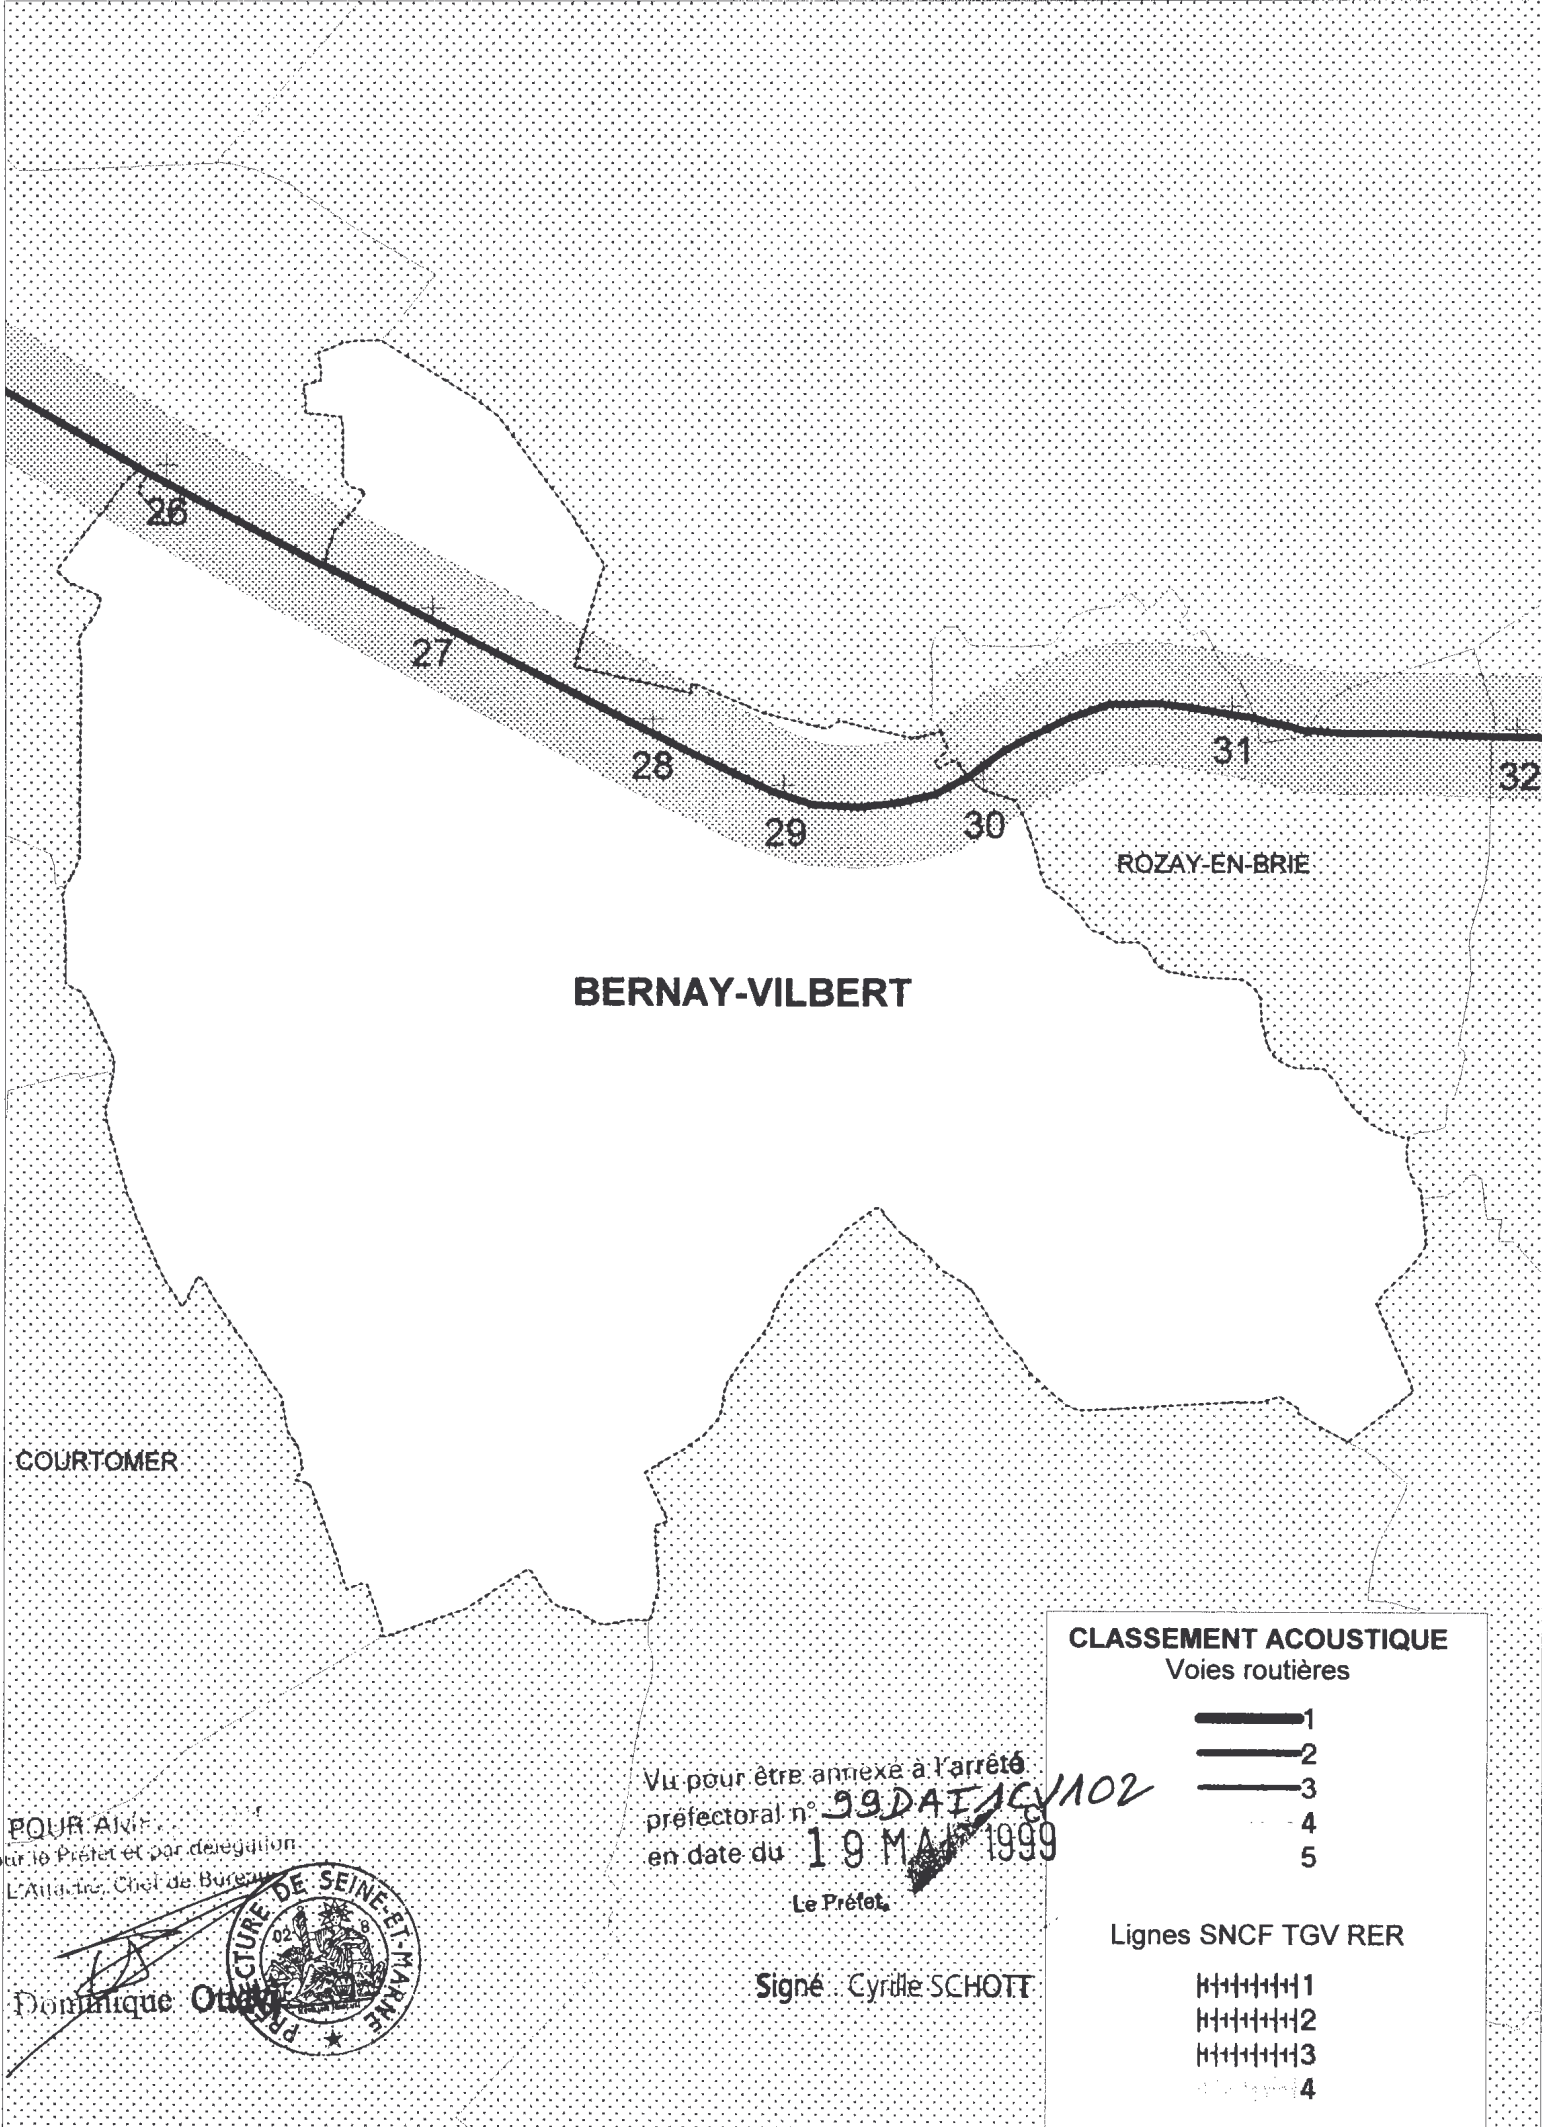 26
27
28
29
30
31
32
ROZAY-EN-BRIE
BERNAY-VILBERT
COURTOMER
CLASSEMENT ACOUSTIQUE
Voies routières
1
2
3
4
5
Lignes SNCF TGV RER
1
2
3
4
Vu pour être annexé à l'arrêté
préfectoral n° 99DAI1CV102
en date du 19 MAI 1999
Le Préfet,
Signé : Cyrille SCHOTT
POUR
le Préfet et par délégation
Chef de Bureau
Dominique
PRÉFECTURE DE SEINE-ET-MARNE